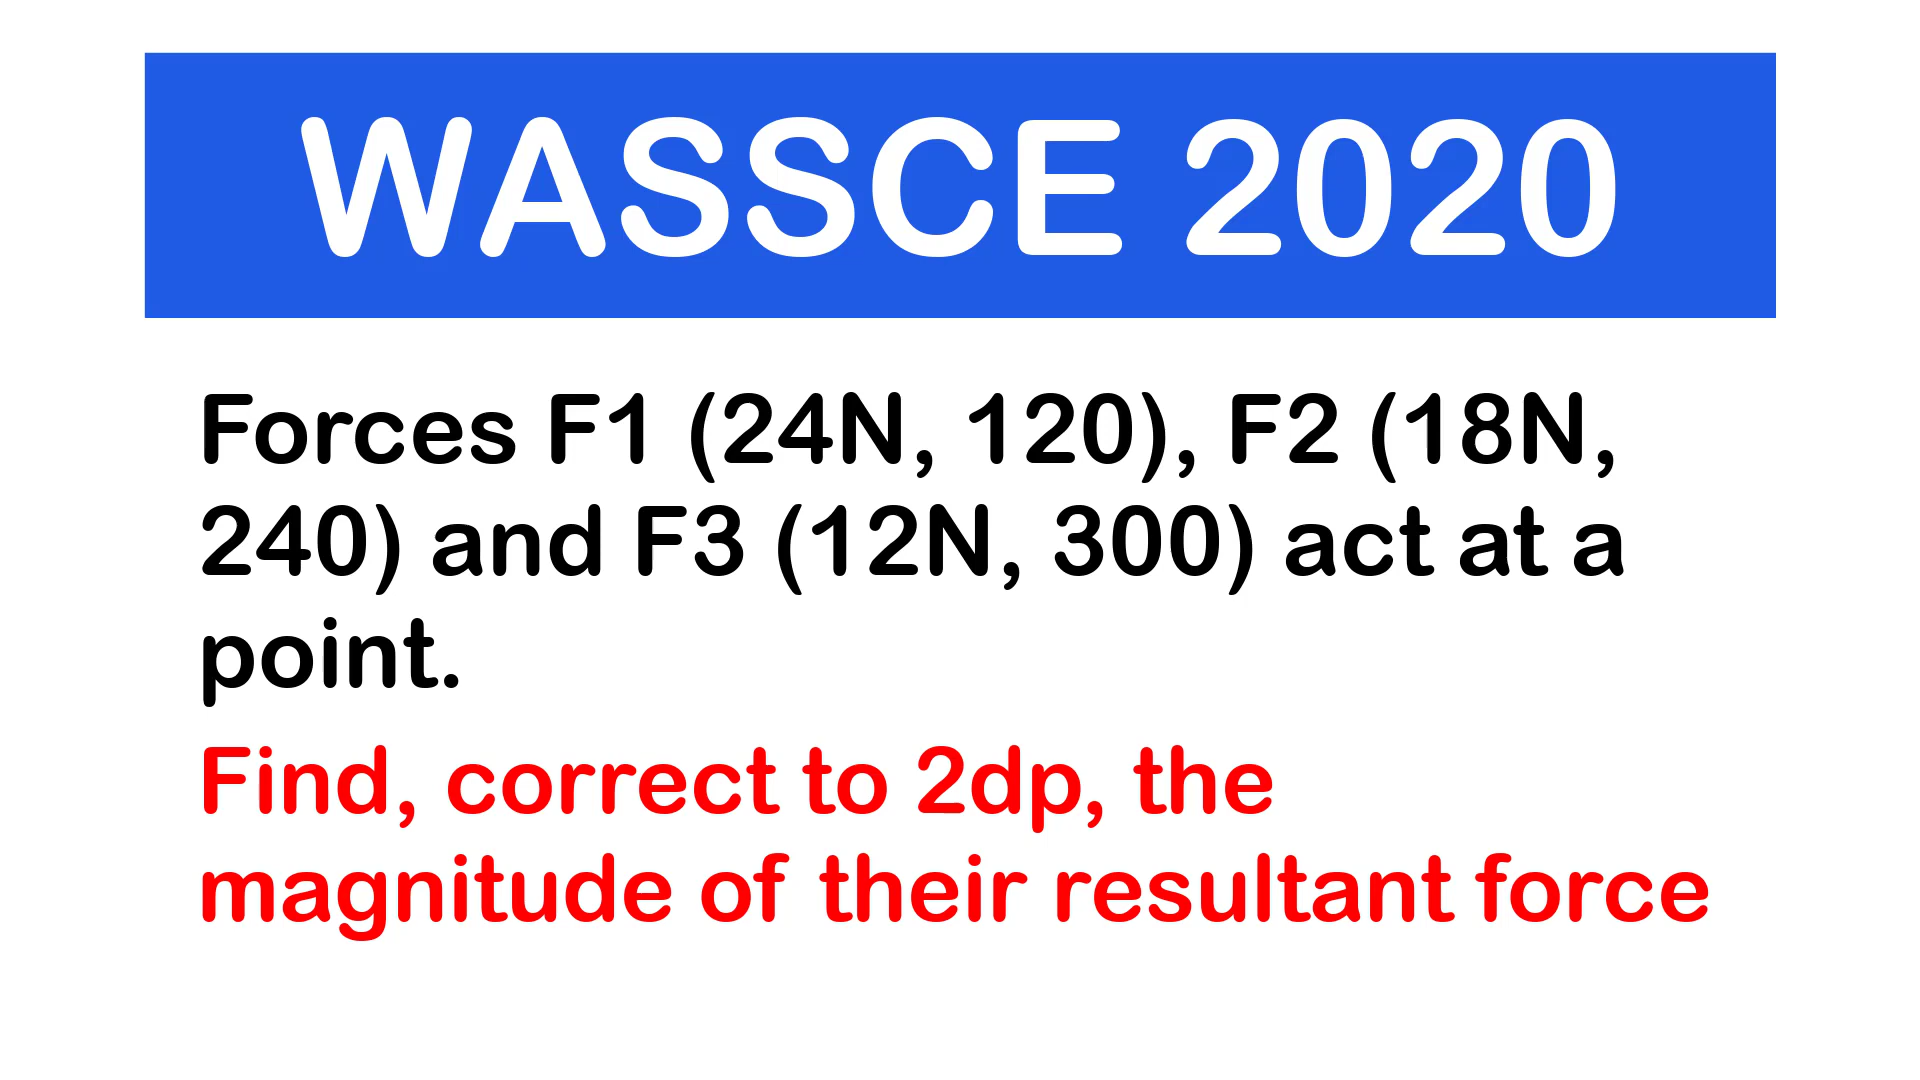 WASSCE 2020
Forces F1 (24N, 120), F2 (18N,
240) and F3 (12N, 300) act at a
point.
Find, correct to 2dp, the
magnitude of their resultant force